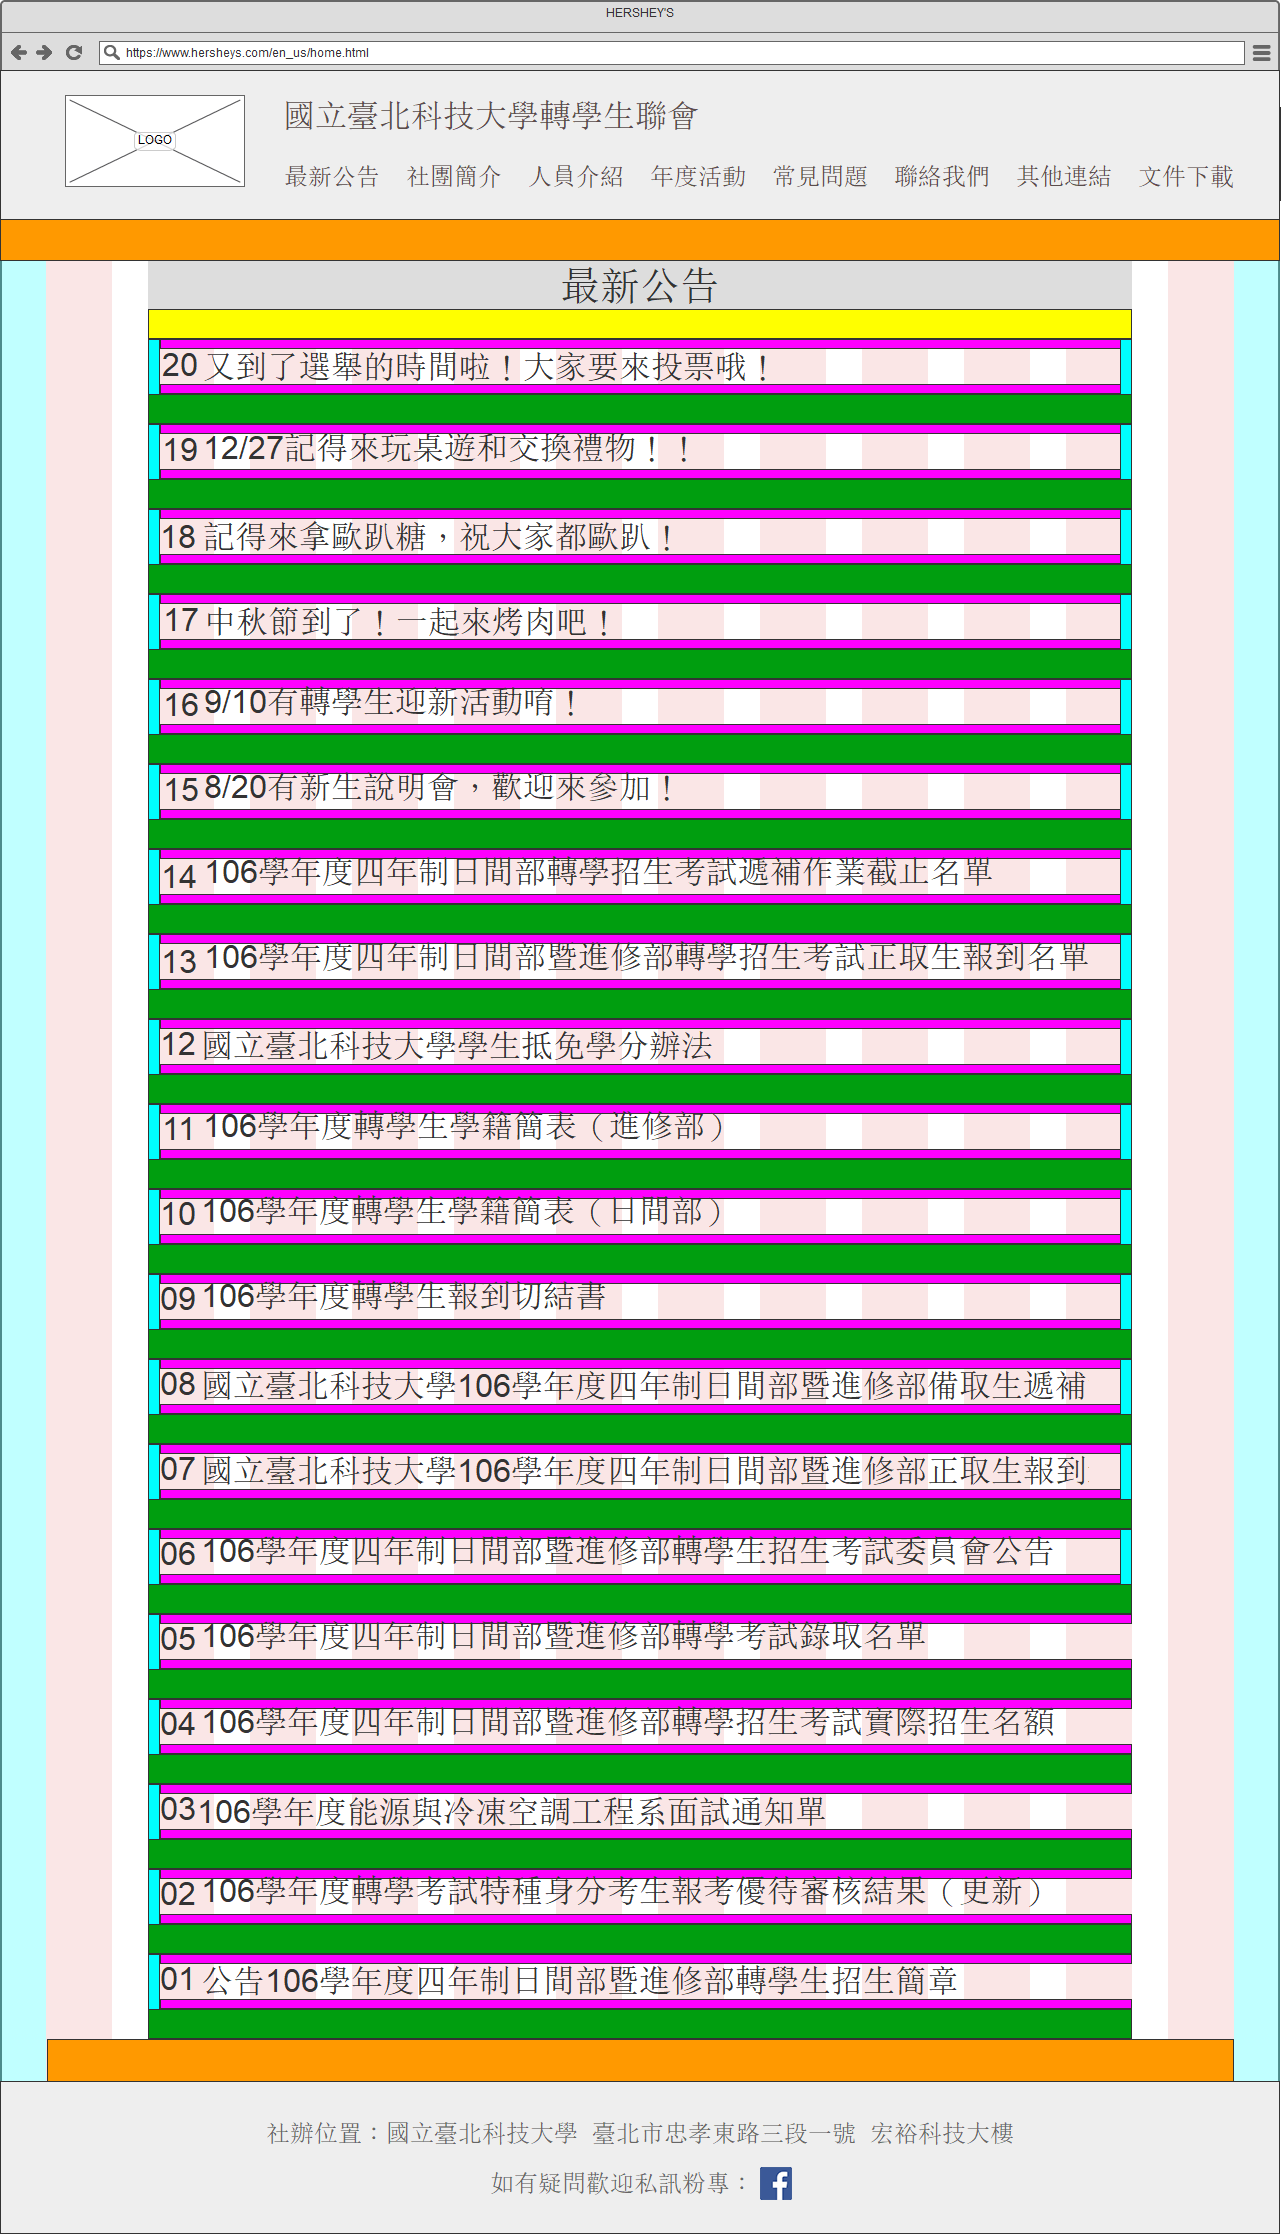 HERSHEY'S
https://www.hersheys.com/en_us/home.html
LOGO
國立臺北科技大學轉學生聯會
最新公告 社團簡介 人員介紹 年度活動 常見問題 聯絡我們 其他連結 文件下載
最新公告
20 又到了選舉的時間啦！大家要來投票哦！
19 12/27記得來玩桌遊和交換禮物！！
18 記得來拿歐趴糖，祝大家都歐趴！
17 中秋節到了！一起來烤肉吧！
16 9/10有轉學生迎新活動唷！
15 8/20有新生說明會，歡迎來參加！
14 106學年度四年制日間部轉學招生考試遞補作業截止名單
13 106學年度四年制日間部暨進修部轉學招生考試正取生報到名單
12 國立臺北科技大學學生抵免學分辦法
11 106學年度轉學生學籍簡表（進修部）
10 106學年度轉學生學籍簡表（日間部）
09 106學年度轉學生報到切結書
08 國立臺北科技大學106學年度四年制日間部暨進修部備取生遞補
07 國立臺北科技大學106學年度四年制日間部暨進修部正取生報到
06 106學年度四年制日間部暨進修部轉學生招生考試委員會公告
05 106學年度四年制日間部暨進修部轉學考試錄取名單
04 106學年度四年制日間部暨進修部轉學招生考試實際招生名額
03 106學年度能源與冷凍空調工程系面試通知單
02 106學年度轉學考試特種身分考生報考優待審核結果（更新）
01 公告106學年度四年制日間部暨進修部轉學生招生簡章
社辦位置：國立臺北科技大學 臺北市忠孝東路三段一號 宏裕科技大樓
如有疑問歡迎私訊粉專：